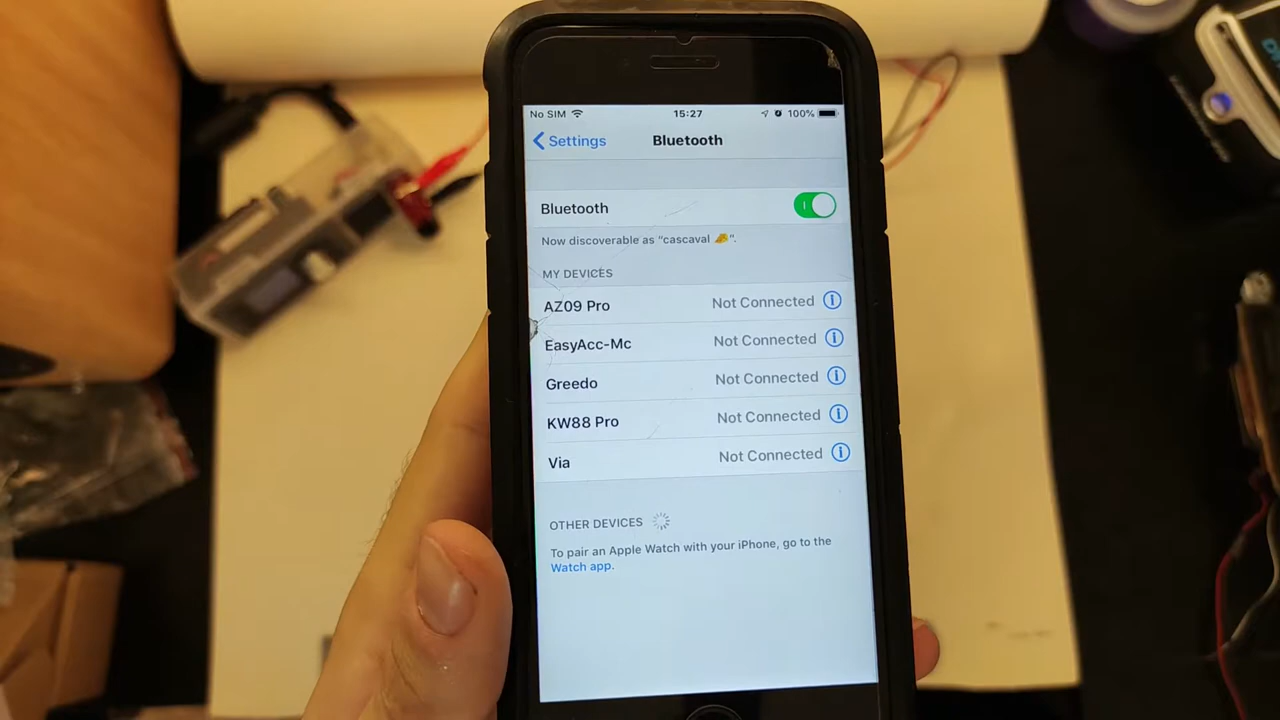 No SIM 15:27 100%
Settings Bluetooth
Bluetooth
Now discoverable as “cascaval 🧀”.
MY DEVICES
AZ09 Pro Not Connected
EasyAcc-Mc Not Connected
Greedo Not Connected
KW88 Pro Not Connected
Via Not Connected
OTHER DEVICES
To pair an Apple Watch with your iPhone, go to the
Watch app.